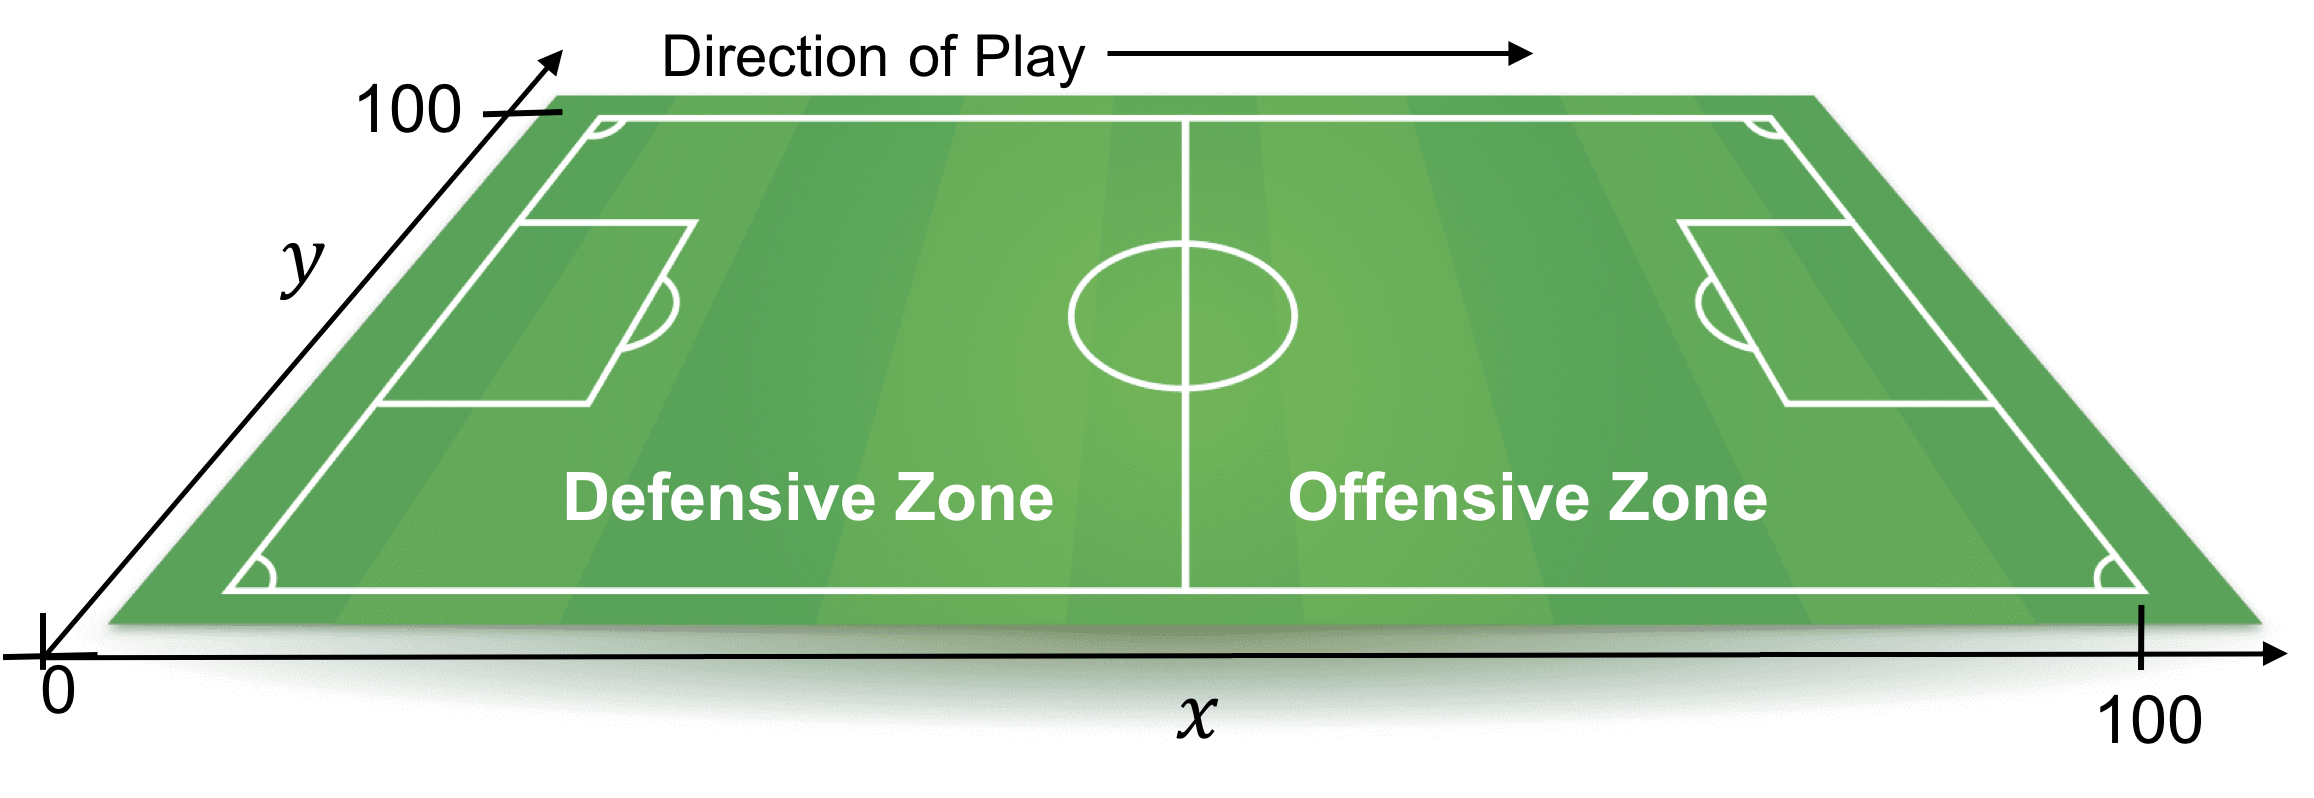 Direction of Play
100
y
Defensive Zone
Offensive Zone
0
x
100